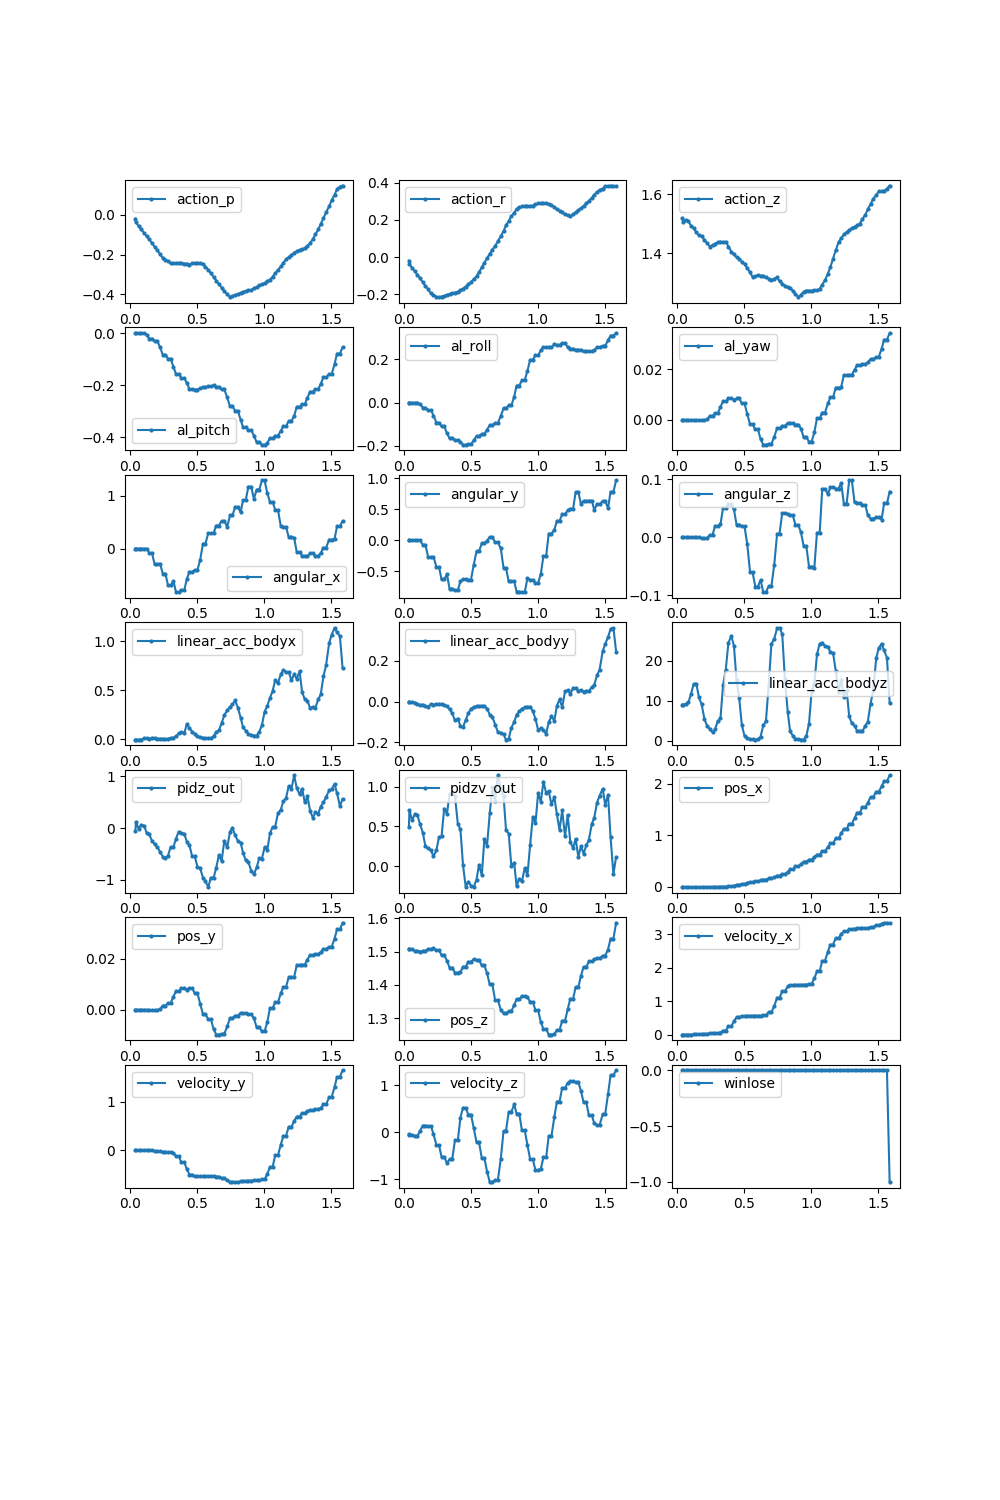 action_p action_r action_z
0.0 −0.2 −0.4
0.4 0.2 0.0 −0.2
1.6 1.4
0.0 0.5 1.0 1.5 0.0 0.5 1.0 1.5 0.0 0.5 1.0 1.5
al_pitch al_roll al_yaw
0.0 −0.2 −0.4
0.2 0.0 −0.2
0.02 0.00
0.0 0.5 1.0 1.5 0.0 0.5 1.0 1.5 0.0 0.5 1.0 1.5
angular_x angular_y angular_z
1 0
1.0 0.5 0.0 −0.5
0.1 0.0 −0.1
0.0 0.5 1.0 1.5 0.0 0.5 1.0 1.5 0.0 0.5 1.0 1.5
linear_acc_bodyx linear_acc_bodyy linear_acc_bodyz
1.0 0.5 0.0
0.2 0.0 −0.2
20 10 0
0.0 0.5 1.0 1.5 0.0 0.5 1.0 1.5 0.0 0.5 1.0 1.5
pidz_out pidzv_out pos_x
1 0 −1
1.0 0.5 0.0
2 1 0
0.0 0.5 1.0 1.5 0.0 0.5 1.0 1.5 0.0 0.5 1.0 1.5
pos_y pos_z velocity_x
0.02 0.00
1.6 1.5 1.4 1.3
3 2 1 0
0.0 0.5 1.0 1.5 0.0 0.5 1.0 1.5 0.0 0.5 1.0 1.5
velocity_y velocity_z winlose
1 0
1 0 −1
0.0 −0.5 −1.0
0.0 0.5 1.0 1.5 0.0 0.5 1.0 1.5 0.0 0.5 1.0 1.5